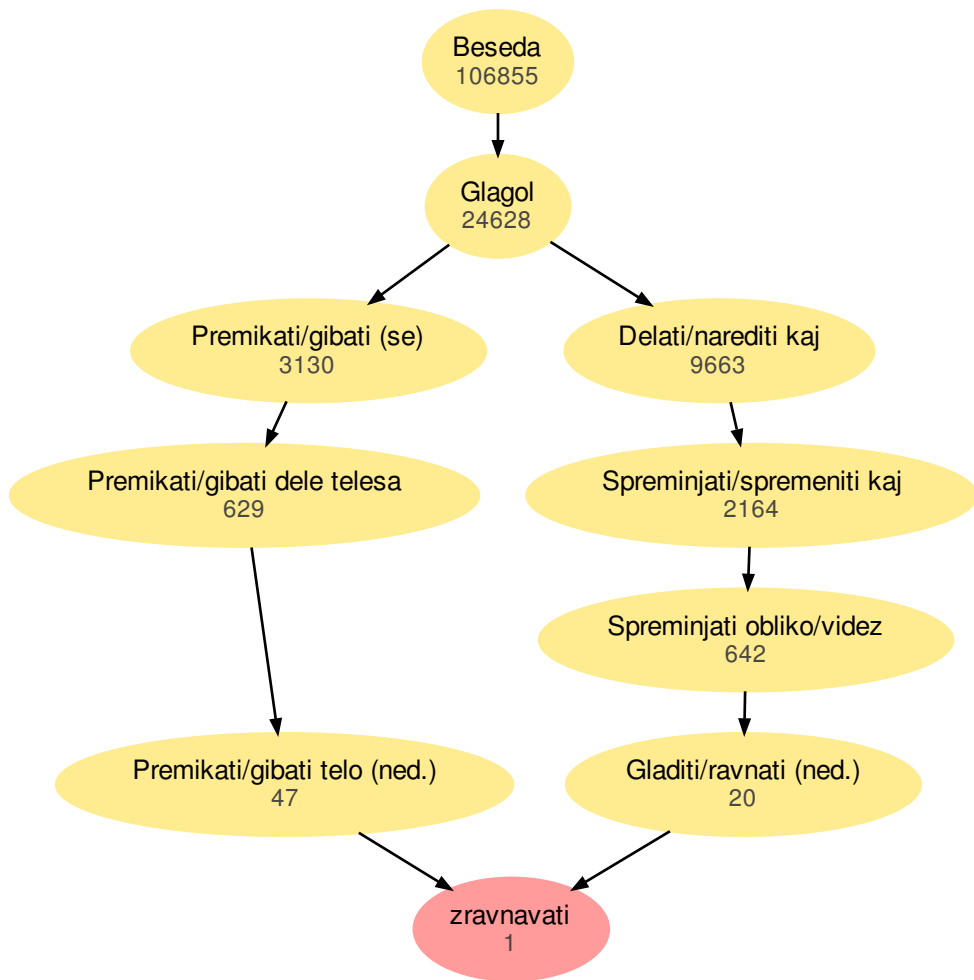 Beseda
106855
Glagol
24628
Premikati/gibati (se)
3130
Delati/narediti kaj
9663
Premikati/gibati dele telesa
629
Spreminjati/spremeniti kaj
2164
Spreminjati obliko/videz
642
Premikati/gibati telo (ned.)
47
Gladiti/ravnati (ned.)
20
zravnavati
1